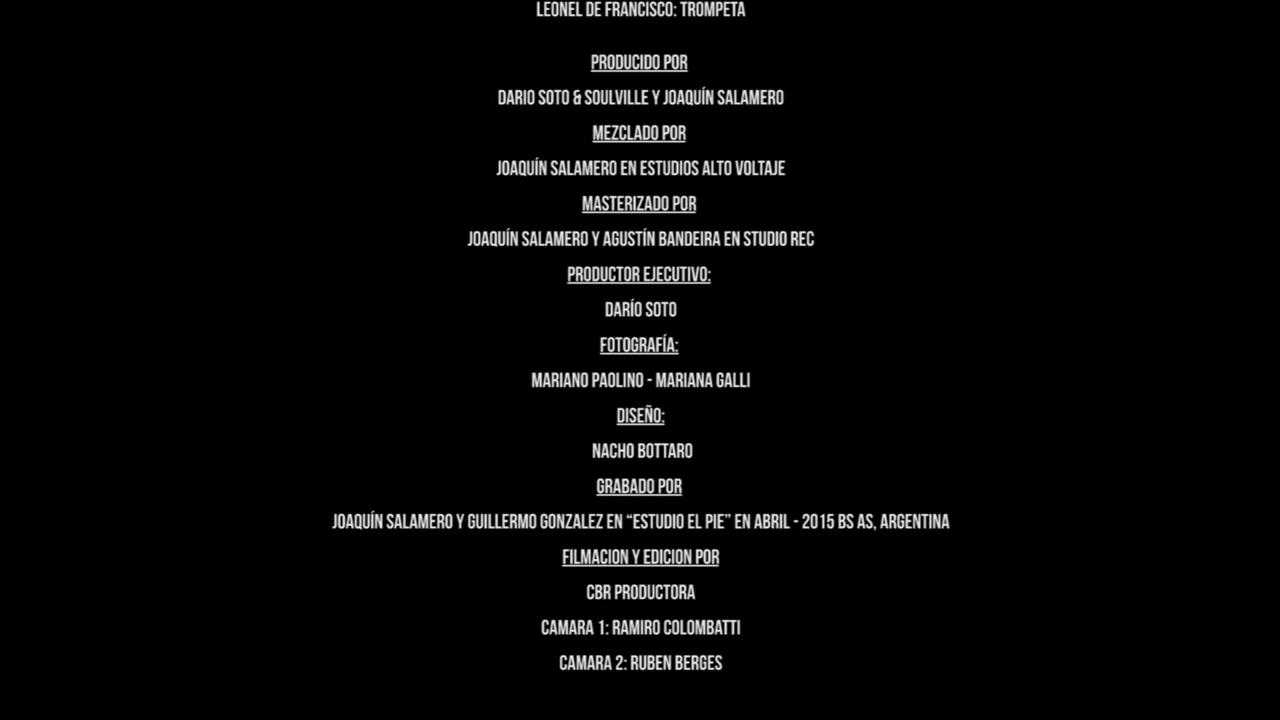 LEONEL DE FRANCISCO: TROMPETA
PRODUCIDO POR
DARIO SOTO & SOULVILLE Y JOAQUÍN SALAMERO
MEZCLADO POR
JOAQUÍN SALAMERO EN ESTUDIOS ALTO VOLTAJE
MASTERIZADO POR
JOAQUÍN SALAMERO Y AGUSTÍN BANDEIRA EN STUDIO REC
PRODUCTOR EJECUTIVO:
DARÍO SOTO
FOTOGRAFÍA:
MARIANO PAOLINO - MARIANA GALLI
DISEÑO:
NACHO BOTTARO
GRABADO POR
JOAQUÍN SALAMERO Y GUILLERMO GONZALEZ EN “ESTUDIO EL PIE” EN ABRIL - 2015 BS AS, ARGENTINA
FILMACION Y EDICION POR
CBR PRODUCTORA
CAMARA 1: RAMIRO COLOMBATTI
CAMARA 2: RUBEN BERGES